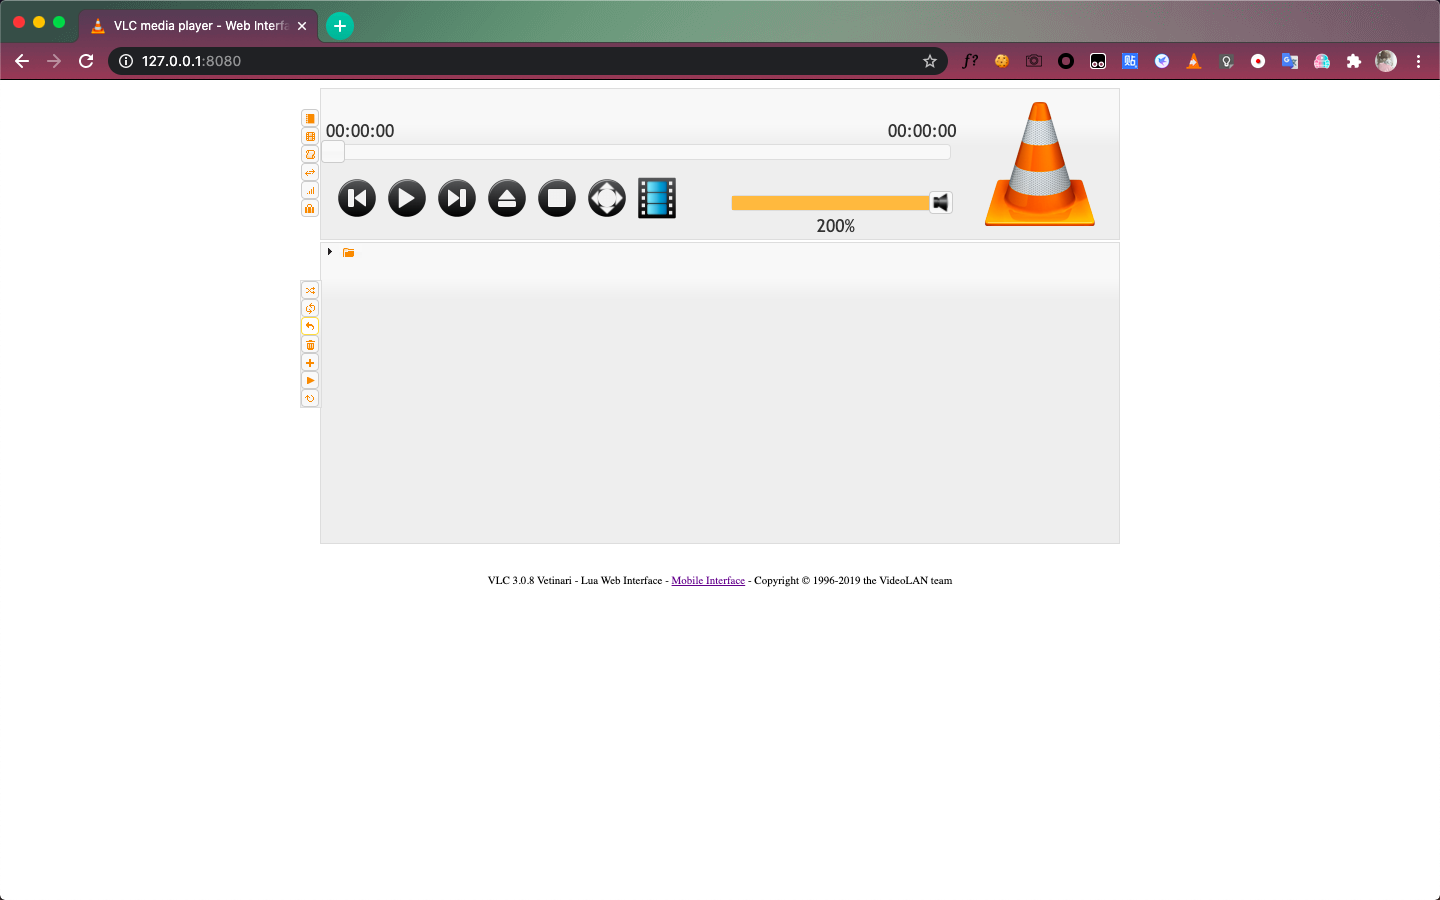 VLC media player - Web Interfa
127.0.0.1:8080
f?
贴
00:00:00
00:00:00
200%
VLC 3.0.8 Vetinari - Lua Web Interface - Mobile Interface - Copyright © 1996-2019 the VideoLAN team